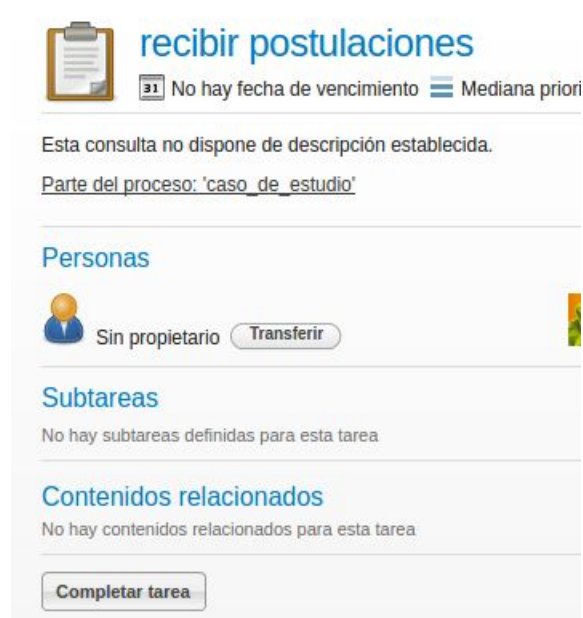 recibir postulaciones
31 No hay fecha de vencimiento Mediana priori
Esta consulta no dispone de descripción establecida.
Parte del proceso: 'caso_de_estudio'
Personas
Sin propietario Transferir
Subtareas
No hay subtareas definidas para esta tarea
Contenidos relacionados
No hay contenidos relacionados para esta tarea
Completar tarea